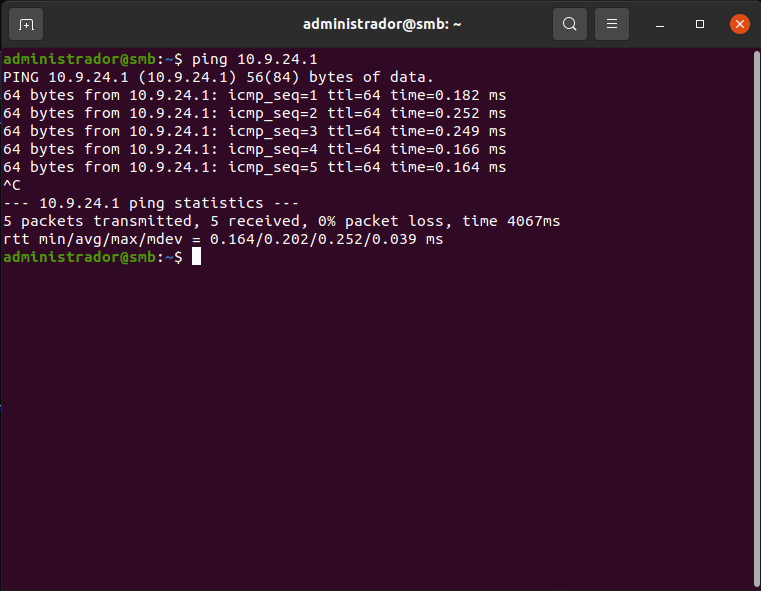 administrador@smb: ~
administrador@smb:~$ ping 10.9.24.1
PING 10.9.24.1 (10.9.24.1) 56(84) bytes of data.
64 bytes from 10.9.24.1: icmp_seq=1 ttl=64 time=0.182 ms
64 bytes from 10.9.24.1: icmp_seq=2 ttl=64 time=0.252 ms
64 bytes from 10.9.24.1: icmp_seq=3 ttl=64 time=0.249 ms
64 bytes from 10.9.24.1: icmp_seq=4 ttl=64 time=0.166 ms
64 bytes from 10.9.24.1: icmp_seq=5 ttl=64 time=0.164 ms
^C
--- 10.9.24.1 ping statistics ---
5 packets transmitted, 5 received, 0% packet loss, time 4067ms
rtt min/avg/max/mdev = 0.164/0.202/0.252/0.039 ms
administrador@smb:~$